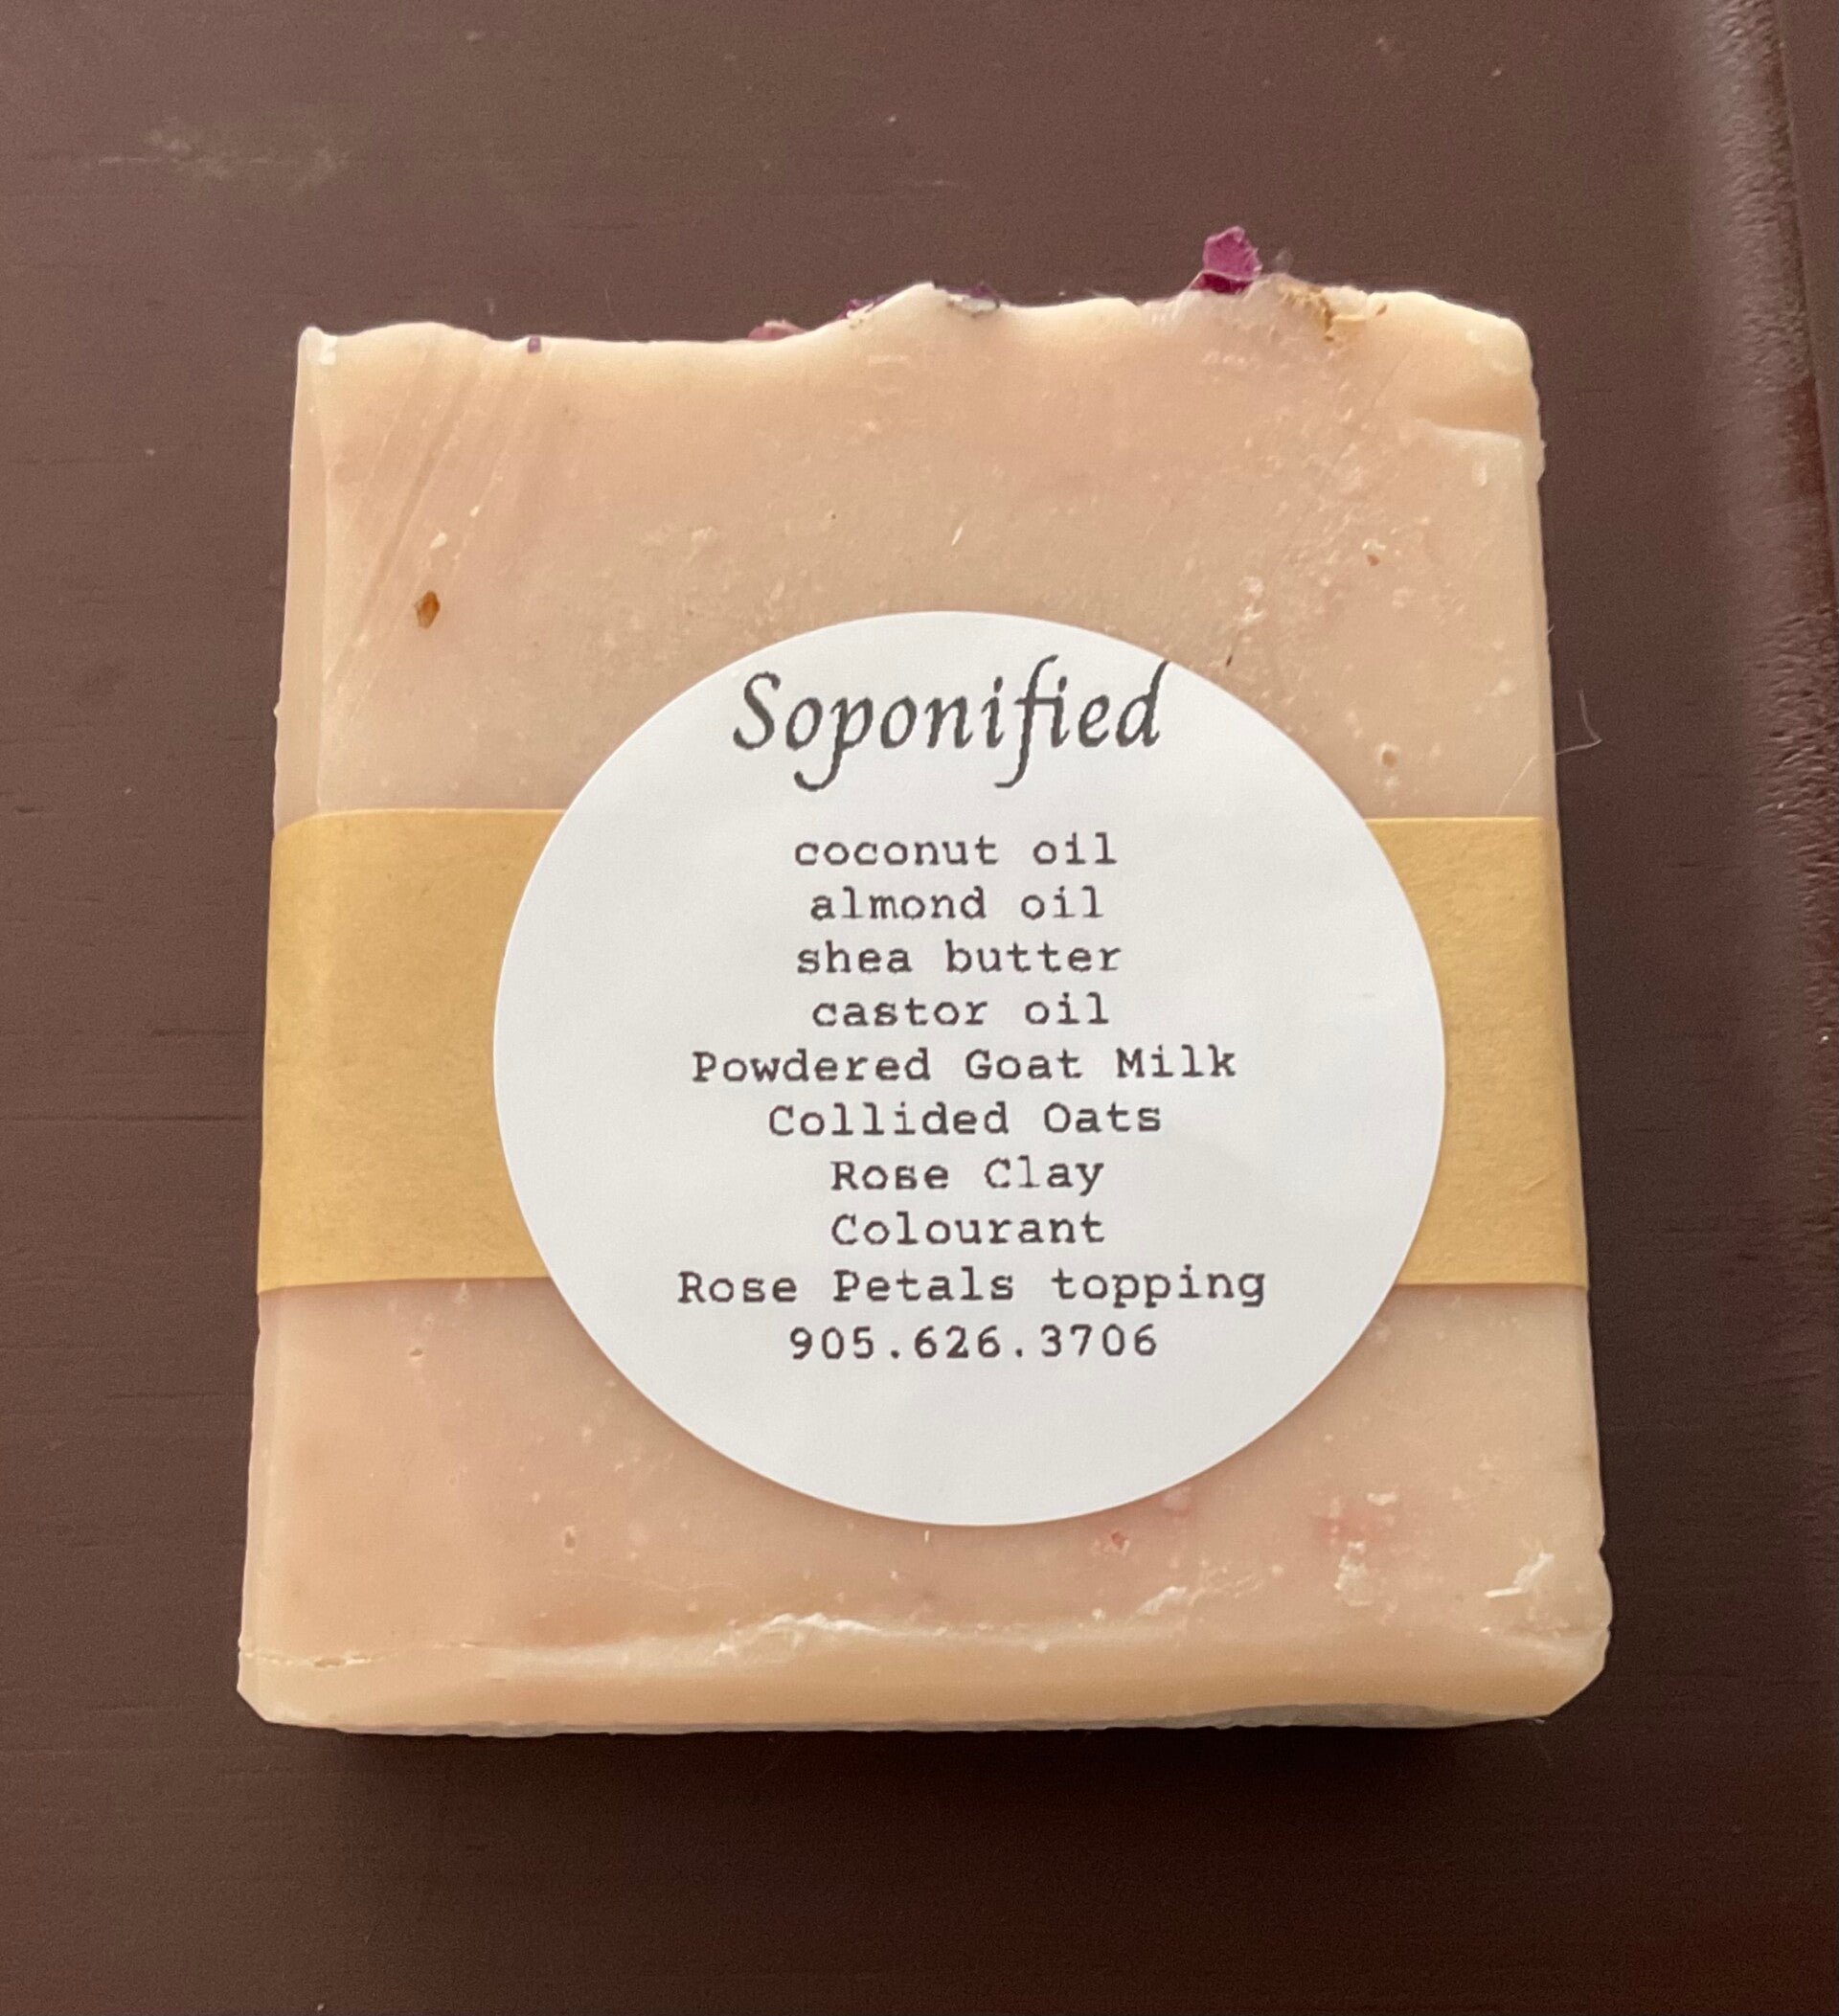 Soponified
coconut oil
almond oil
shea butter
castor oil
Powdered Goat Milk
Collided Oats
Rose Clay
Colourant
Rose Petals topping
905.626.3706